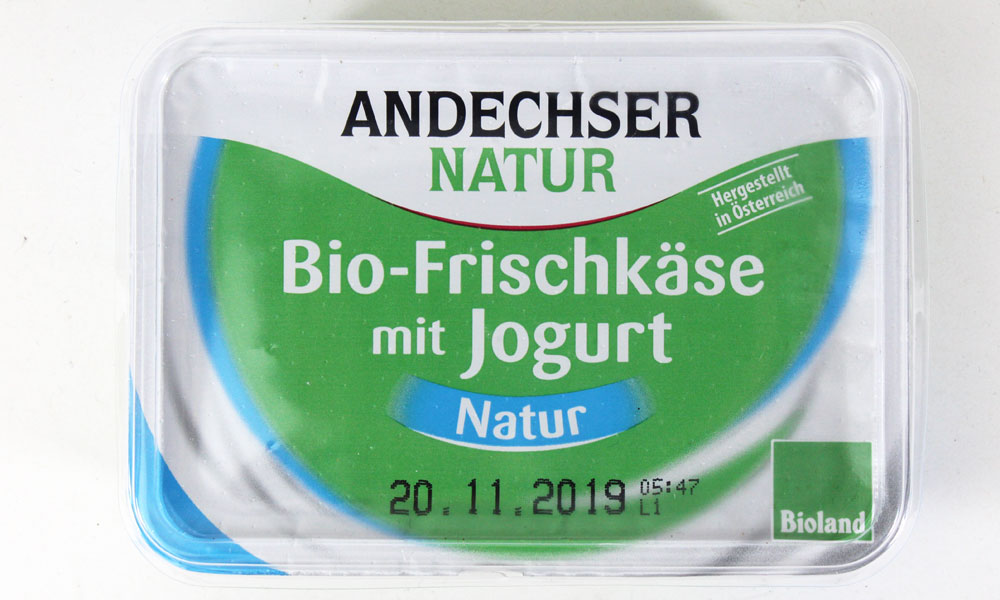 ANDECHSER
NATUR
Hergestellt
in Österreich
Bio-Frischkäse
mit Jogurt
Natur
20.11.2019 05:47
L1
Bioland